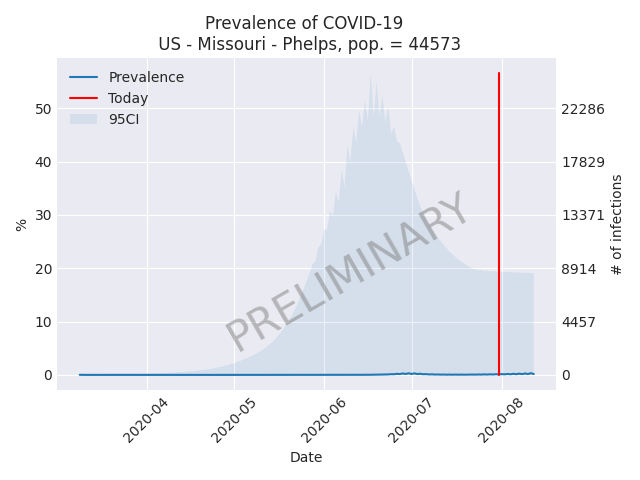 Prevalence of COVID-19
US - Missouri - Phelps, pop. = 44573
Prevalence
Today
95CI
%
50
40
30
20
10
0
22286
17829
13371
8914
4457
0
# of infections
PRELIMINARY
2020-04
2020-05
2020-06
2020-07
2020-08
Date